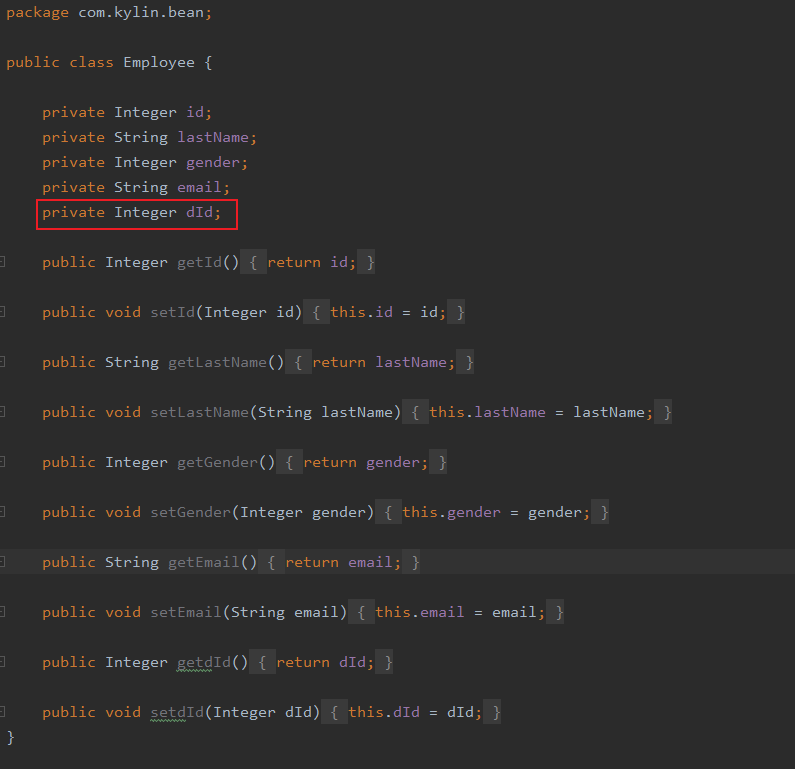 package com.kylin.bean;
public class Employee {
private Integer id;
private String lastName;
private Integer gender;
private String email;
private Integer dId;
public Integer getId() { return id; }
public void setId(Integer id) { this.id = id; }
public String getLastName() { return lastName; }
public void setLastName(String lastName) { this.lastName = lastName; }
public Integer getGender() { return gender; }
public void setGender(Integer gender) { this.gender = gender; }
public String getEmail() { return email; }
public void setEmail(String email) { this.email = email; }
public Integer getdId() { return dId; }
public void setdId(Integer dId) { this.dId = dId; }
}